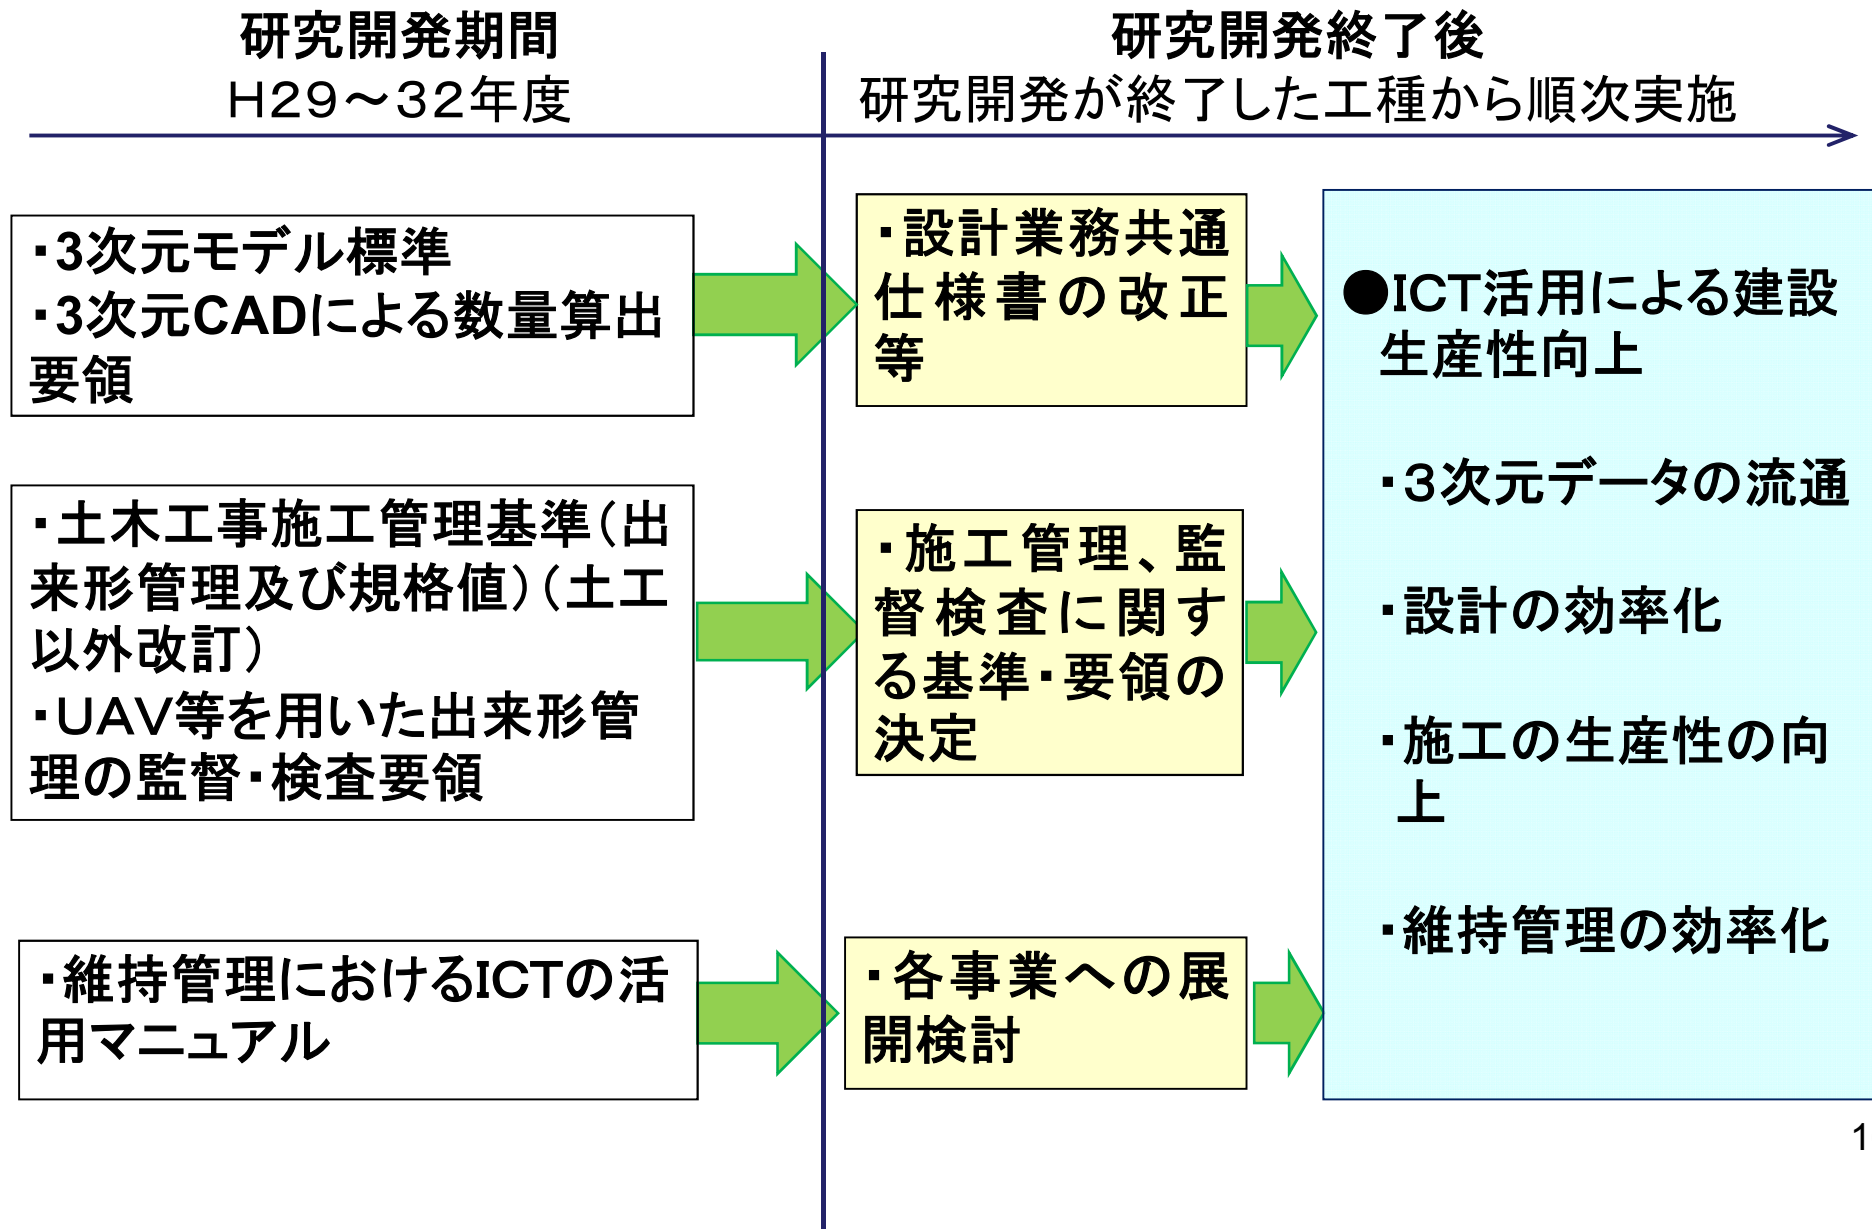 研究開発期間
H29～32年度
研究開発終了後
研究開発が終了した工種から順次実施
・3次元モデル標準
・3次元CADによる数量算出
要領
・設計業務共通
仕様書の改正
等
・土木工事施工管理基準（出
来形管理及び規格値）（土工
以外改訂）
・UAV等を用いた出来形管
理の監督・検査要領
・施工管理、監
督検査に関す
る基準・要領の
決定
・維持管理におけるICTの活
用マニュアル
・各事業への展
開検討
●ICT活用による建設
生産性向上
・3次元データの流通
・設計の効率化
・施工の生産性の向
上
・維持管理の効率化
1